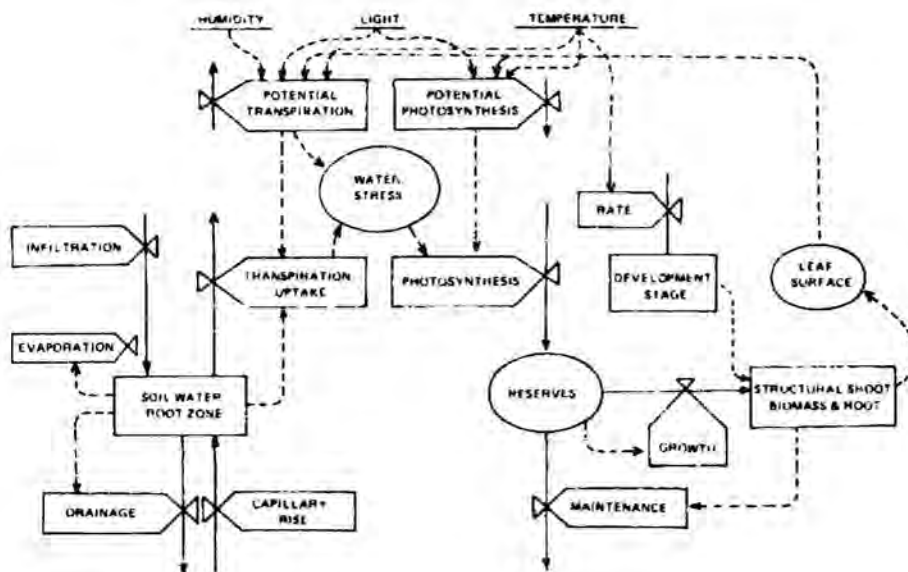 HUMIDITY
LIGHT
TEMPERATURE
POTENTIAL
TRANSPIRATION
POTENTIAL
PHOTOSYNTHESIS
WATER
STRESS
RATE
INFILTRATION
TRANSPIRATION
UPTAKE
PHOTOSYNTHESIS
DEVELOPMENT
STAGE
LEAF
SURFACE
EVAPORATION
SOIL WATER
ROOT ZONE
RESERVES
STRUCTURAL SHOOT
BIOMASS & ROOT
GROWTH
DRAINAGE
CAPILLARY
RISE
MAINTENANCE